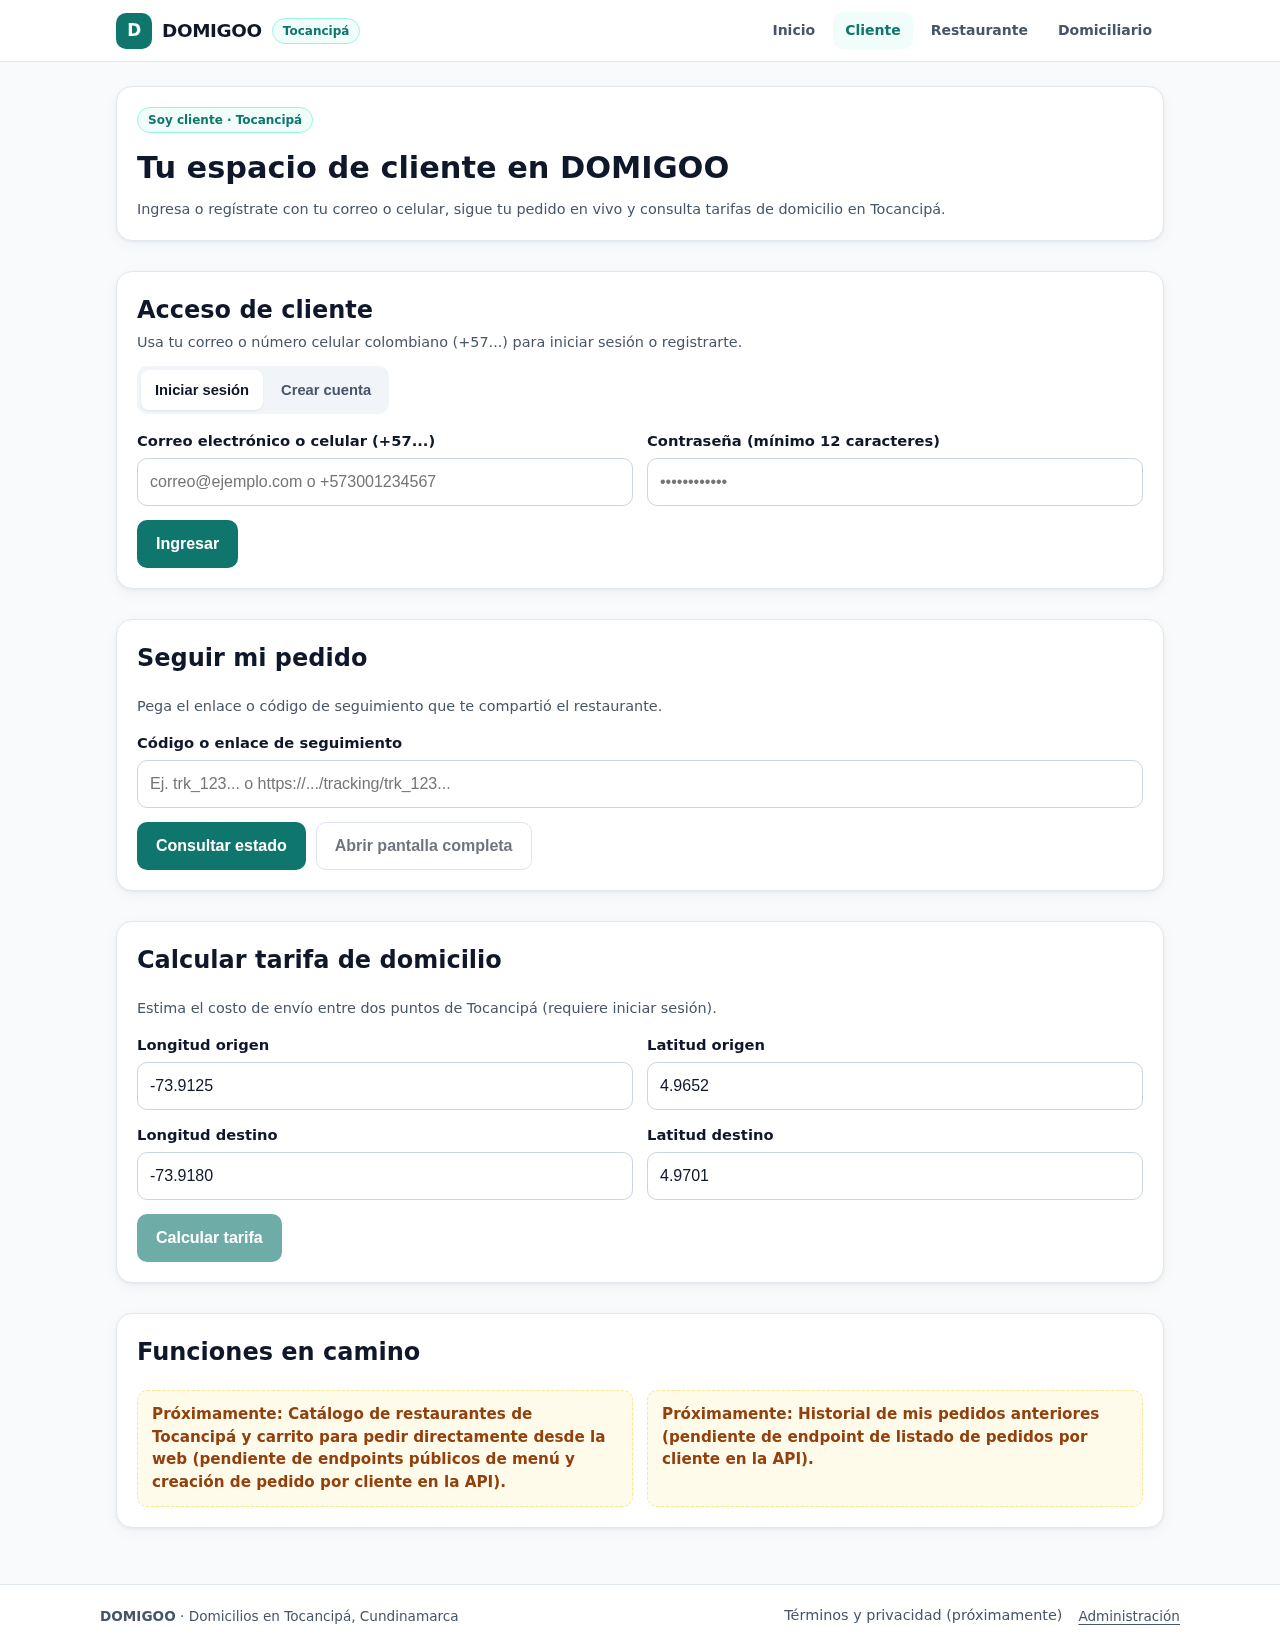 D DOMIGOO Tocancipá Inicio Cliente Restaurante Domiciliario
Soy cliente · Tocancipá
Tu espacio de cliente en DOMIGOO
Ingresa o regístrate con tu correo o celular, sigue tu pedido en vivo y consulta tarifas de domicilio en Tocancipá.
Acceso de cliente
Usa tu correo o número celular colombiano (+57...) para iniciar sesión o registrarte.
Iniciar sesión Crear cuenta
Correo electrónico o celular (+57...) Contraseña (mínimo 12 caracteres)
correo@ejemplo.com o +573001234567 ••••••••••••
Ingresar
Seguir mi pedido
Pega el enlace o código de seguimiento que te compartió el restaurante.
Código o enlace de seguimiento
Ej. trk_123... o https://.../tracking/trk_123...
Consultar estado Abrir pantalla completa
Calcular tarifa de domicilio
Estima el costo de envío entre dos puntos de Tocancipá (requiere iniciar sesión).
Longitud origen Latitud origen
-73.9125 4.9652
Longitud destino Latitud destino
-73.9180 4.9701
Calcular tarifa
Funciones en camino
Próximamente: Catálogo de restaurantes de
Tocancipá y carrito para pedir directamente desde la
web (pendiente de endpoints públicos de menú y
creación de pedido por cliente en la API).
Próximamente: Historial de mis pedidos anteriores
(pendiente de endpoint de listado de pedidos por
cliente en la API).
DOMIGOO · Domicilios en Tocancipá, Cundinamarca Términos y privacidad (próximamente) Administración